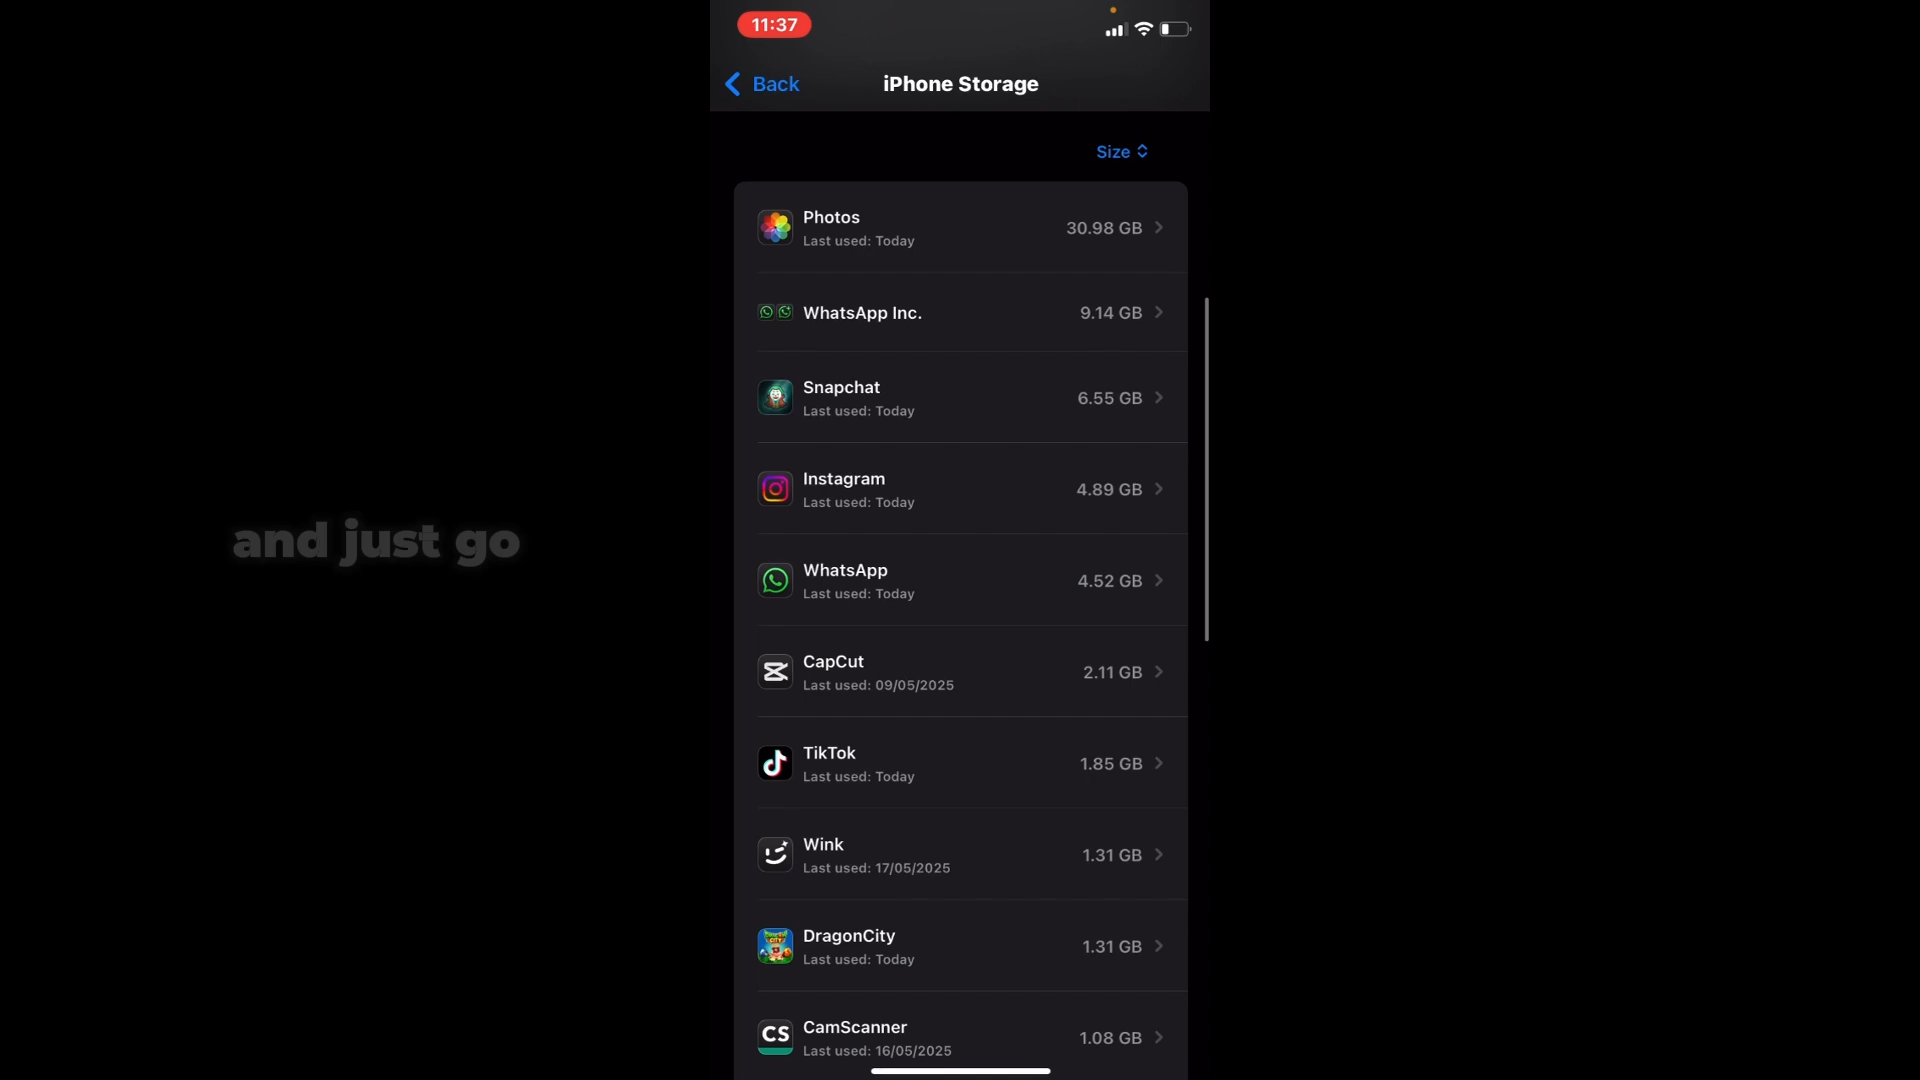 11:37
Back
iPhone Storage
Size
Photos
Last used: Today
30.98 GB
WhatsApp Inc.
9.14 GB
Snapchat
Last used: Today
6.55 GB
Instagram
Last used: Today
4.89 GB
and just go
WhatsApp
Last used: Today
4.52 GB
CapCut
Last used: 09/05/2025
2.11 GB
TikTok
Last used: Today
1.85 GB
Wink
Last used: 17/05/2025
1.31 GB
DragonCity
Last used: Today
1.31 GB
CS
CamScanner
Last used: 16/05/2025
1.08 GB